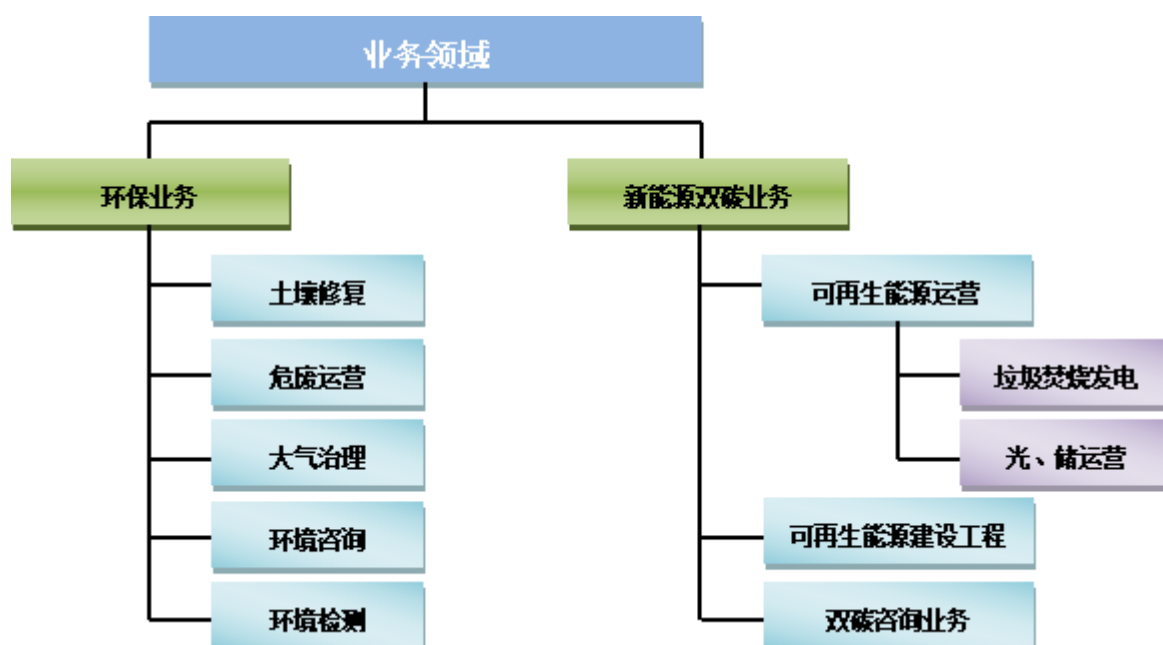 业务领域
环保业务
新能源双碳业务
土壤修复
可再生能源运营
危废运营
垃圾焚烧发电
大气治理
光、储运营
环境咨询
可再生能源建设工程
环境检测
双碳咨询业务